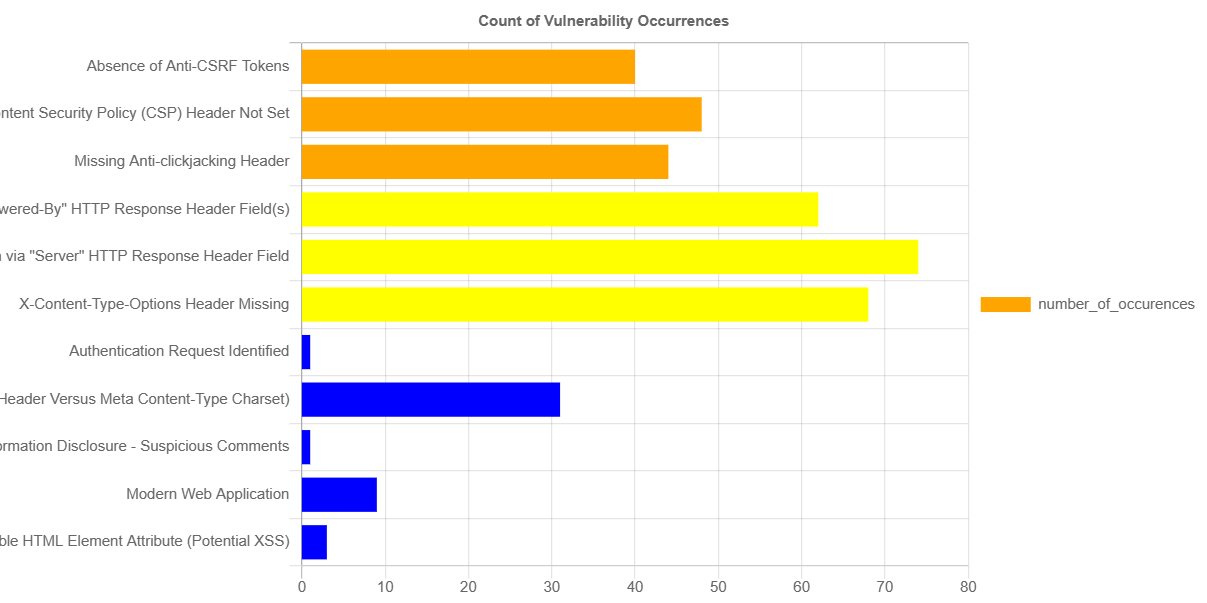 Count of Vulnerability Occurrences
Absence of Anti-CSRF Tokens
ntent Security Policy (CSP) Header Not Set
Missing Anti-clickjacking Header
wered-By" HTTP Response Header Field(s)
via "Server" HTTP Response Header Field
X-Content-Type-Options Header Missing
number_of_occurences
Authentication Request Identified
Header Versus Meta Content-Type Charset)
ormation Disclosure - Suspicious Comments
Modern Web Application
ble HTML Element Attribute (Potential XSS)
0 10 20 30 40 50 60 70 80